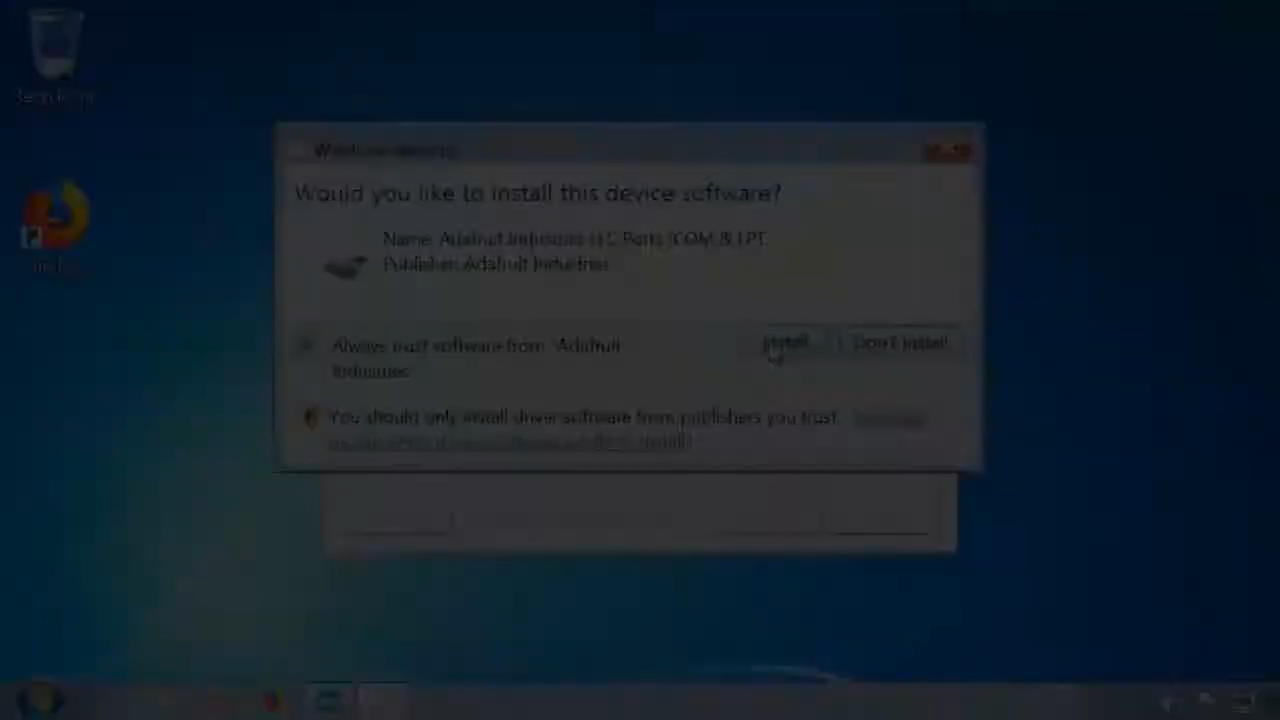 Would you like to install this device software?
Name: Adafruit Industries LLC Ports (COM & LPT
Publisher: Adafruit Industries
Always trust software from "Adafruit
Industries
Install
Don't Install
You should only install driver software from publishers you trust.